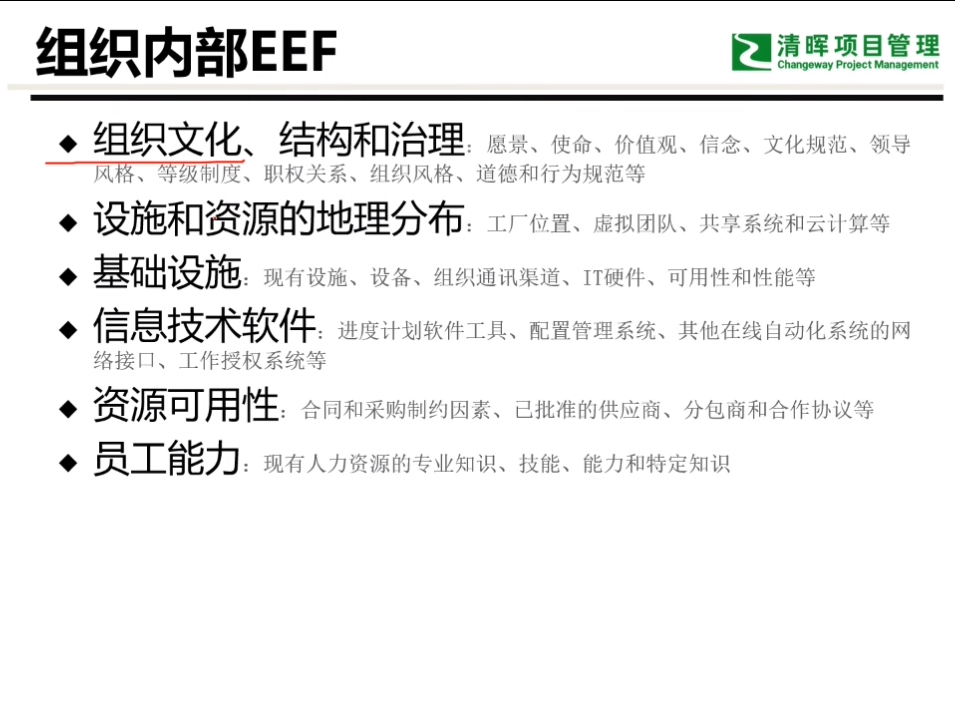 组织内部EEF
清晖项目管理
Changeway Project Management
◆ 组织文化、结构和治理：愿景、使命、价值观、信念、文化规范、领导
风格、等级制度、职权关系、组织风格、道德和行为规范等
◆ 设施和资源的地理分布：工厂位置、虚拟团队、共享系统和云计算等
◆ 基础设施：现有设施、设备、组织通讯渠道、IT硬件、可用性和性能等
◆ 信息技术软件：进度计划软件工具、配置管理系统、其他在线自动化系统的网
络接口、工作授权系统等
◆ 资源可用性：合同和采购制约因素、已批准的供应商、分包商和合作协议等
◆ 员工能力：现有人力资源的专业知识、技能、能力和特定知识